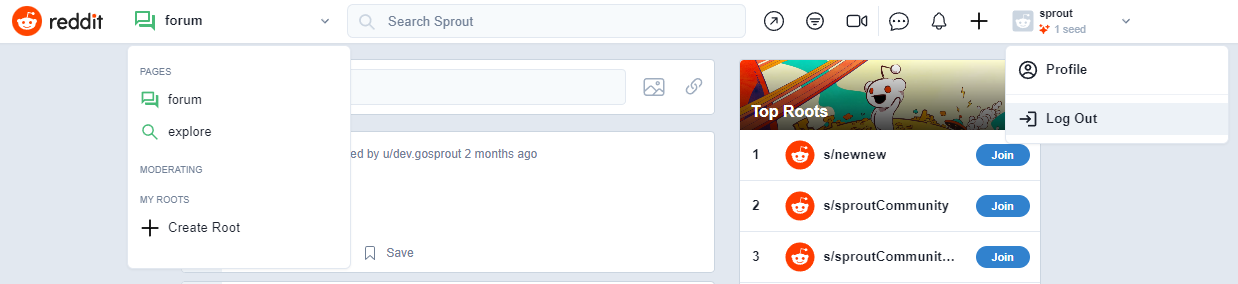 reddit
forum
Search Sprout
sprout
1 seed
PAGES
forum
explore
MODERATING
MY ROOTS
Create Root
ed by u/dev.gosprout 2 months ago
Save
Top Roots
1 s/newnew Join
2 s/sproutCommunity Join
3 s/sproutCommunit... Join
Profile
Log Out